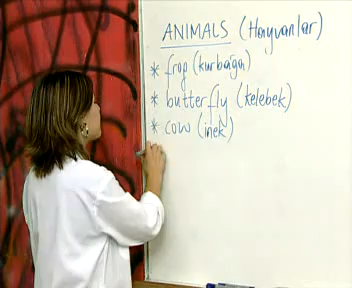 ANIMALS (Hayvanlar)
* frog (kurbağa)
* butterfly (kelebek)
* cow (inek)